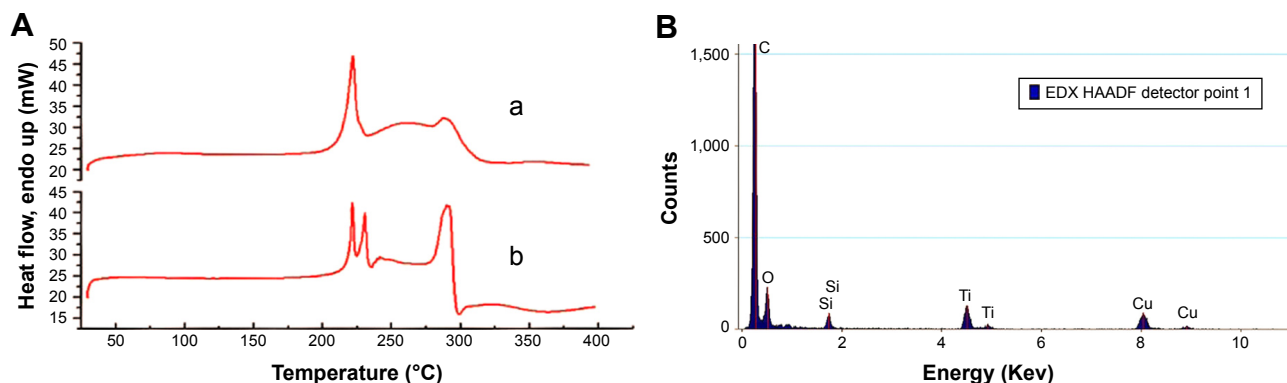 A
Heat flow, endo up (mW)
50
45
40
35
30
25
20
a
45
40
35
30
25
20
15
b
50 100 150 200 250 300 350 400
Temperature (°C)
B
Counts
1,500
1,000
500
0
C
EDX HAADF detector point 1
O
Si
Si
Ti
Ti
Cu
Cu
0 2 4 6 8 10
Energy (Kev)